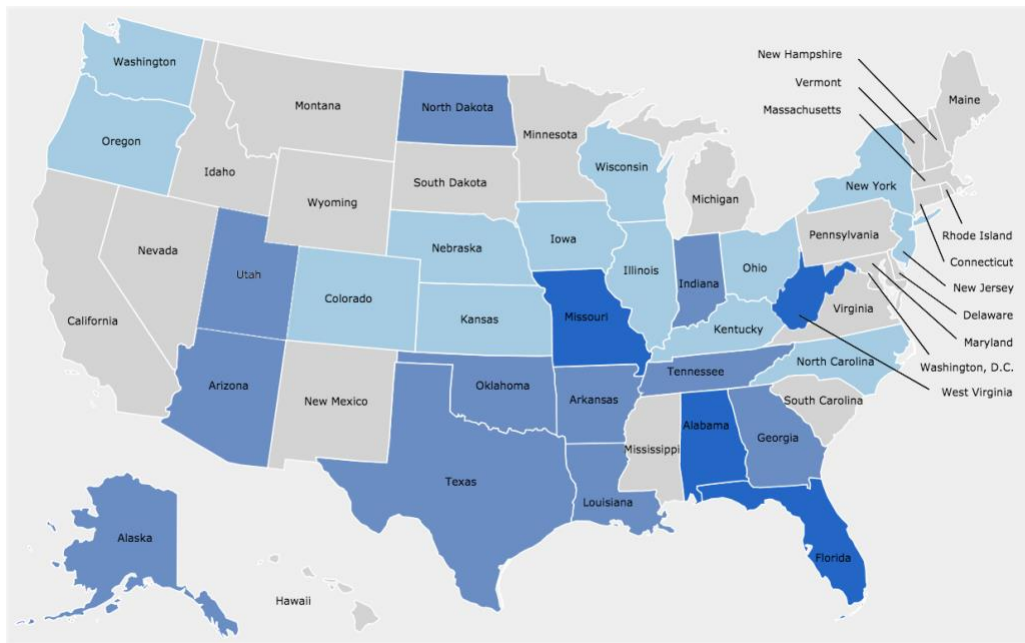 New Hampshire
Vermont
Massachusetts
Maine
Washington
Montana
North Dakota
Minnesota
Oregon
Wisconsin
Idaho
South Dakota
New York
Michigan
Wyoming
Rhode Island
Pennsylvania
Iowa
Nebraska
Connecticut
Nevada
Ohio
Illinois
Utah
Indiana
New Jersey
Colorado
Virginia
Delaware
Missouri
Kansas
California
Kentucky
Maryland
North Carolina
Washington, D.C.
Tennessee
Oklahoma
Arizona
West Virginia
Arkansas
New Mexico
South Carolina
Alabama
Georgia
Mississippi
Texas
Louisiana
Alaska
Florida
Hawaii